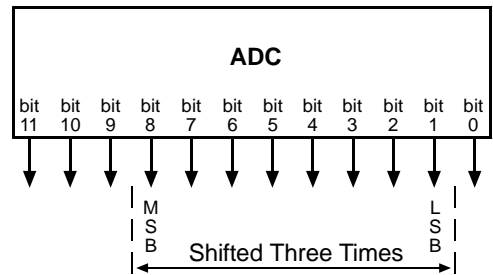 ADC
bit bit bit bit bit bit bit bit bit bit bit bit
11 10 9 8 7 6 5 4 3 2 1 0
MSB LSB
Shifted Three Times